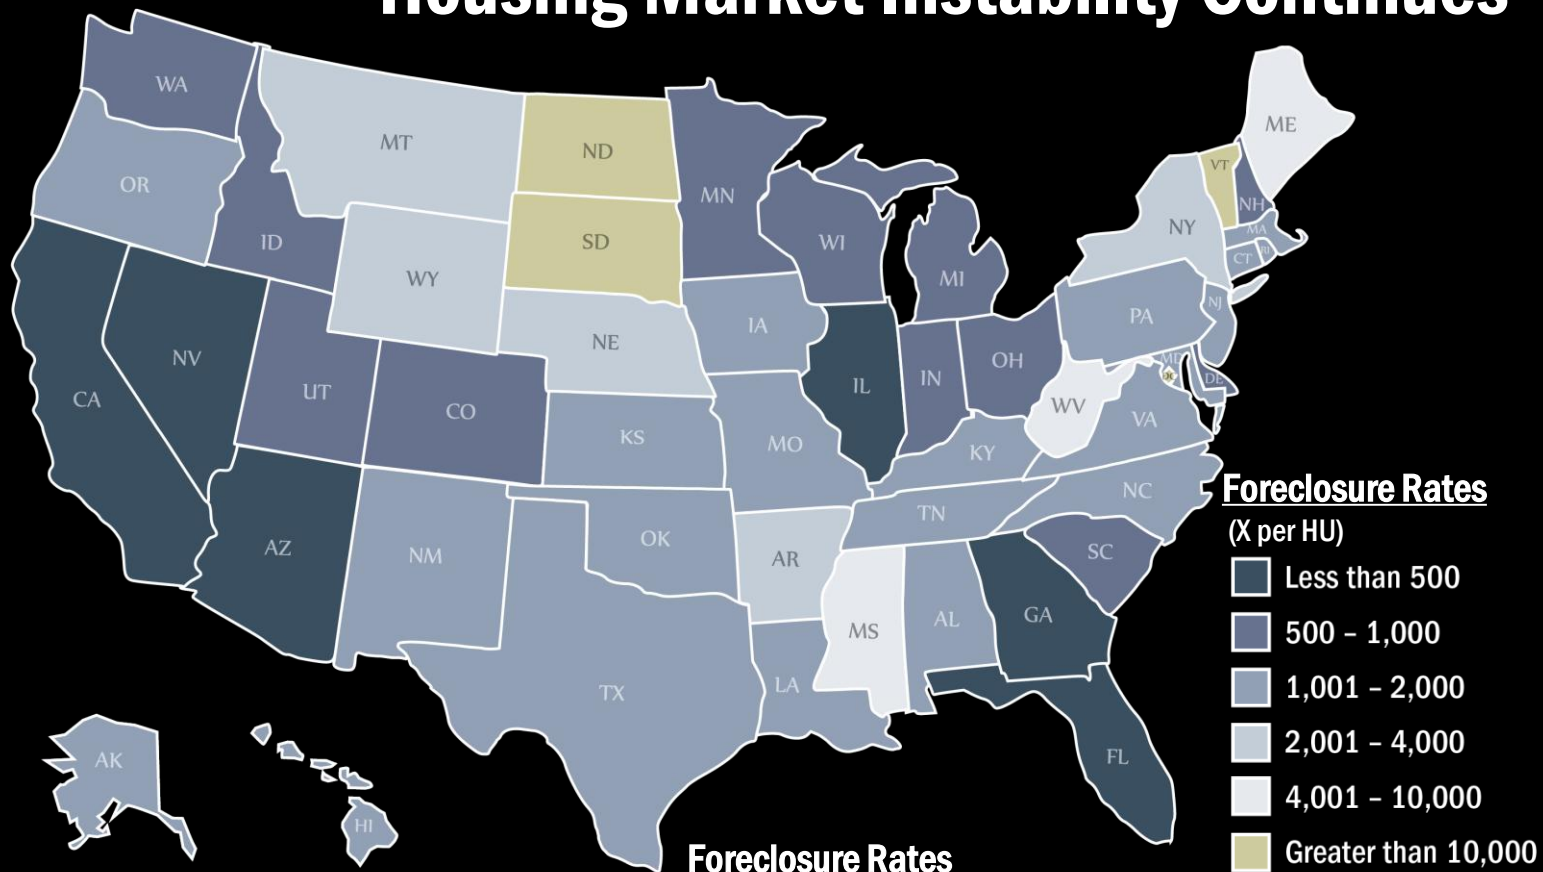 Housing Market Instability Continues
WA
MT
ND
MN
ME
VT
NH
OR
ID
WY
SD
WI
MI
NY
MA
CT
RI
NV
UT
CO
NE
IA
IL
IN
OH
PA
NJ
MD
DE
CA
KS
MO
KY
WV
VA
AZ
NM
OK
AR
TN
NC
SC
MS
AL
GA
TX
LA
FL
AK
HI
Foreclosure Rates
(X per HU)
Less than 500
500 – 1,000
1,001 – 2,000
2,001 – 4,000
4,001 – 10,000
Greater than 10,000
Foreclosure Rates